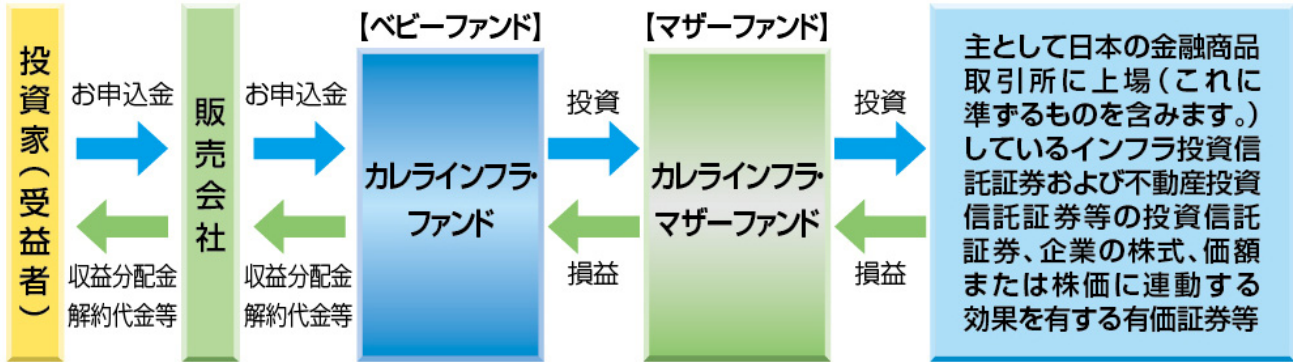 投資家(受益者)
お申込金
収益分配金
解約代金等
販売会社
お申込金
収益分配金
解約代金等
【ベビーファンド】
カレラインフラ・
ファンド
投資
損益
【マザーファンド】
カレラインフラ・
マザーファンド
投資
損益
主として日本の金融商品
取引所に上場(これに
準ずるものを含みます。)
しているインフラ投資信
託証券および不動産投資
信託証券等の投資信託
証券、企業の株式、価額
または株価に連動する
効果を有する有価証券等